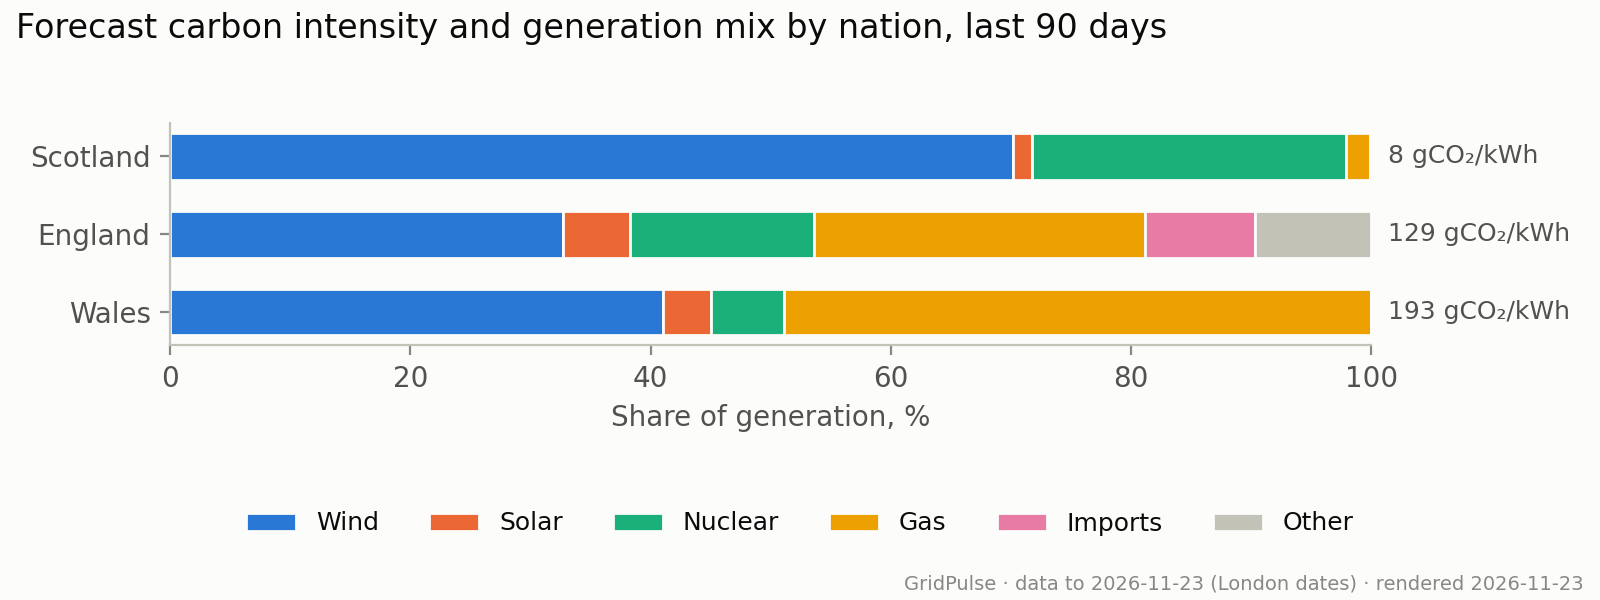 Forecast carbon intensity and generation mix by nation, last 90 days
Scotland
8 gCO₂/kWh
England
129 gCO₂/kWh
Wales
193 gCO₂/kWh
0 20 40 60 80 100
Share of generation, %
Wind Solar Nuclear Gas Imports Other
GridPulse · data to 2026-11-23 (London dates) · rendered 2026-11-23